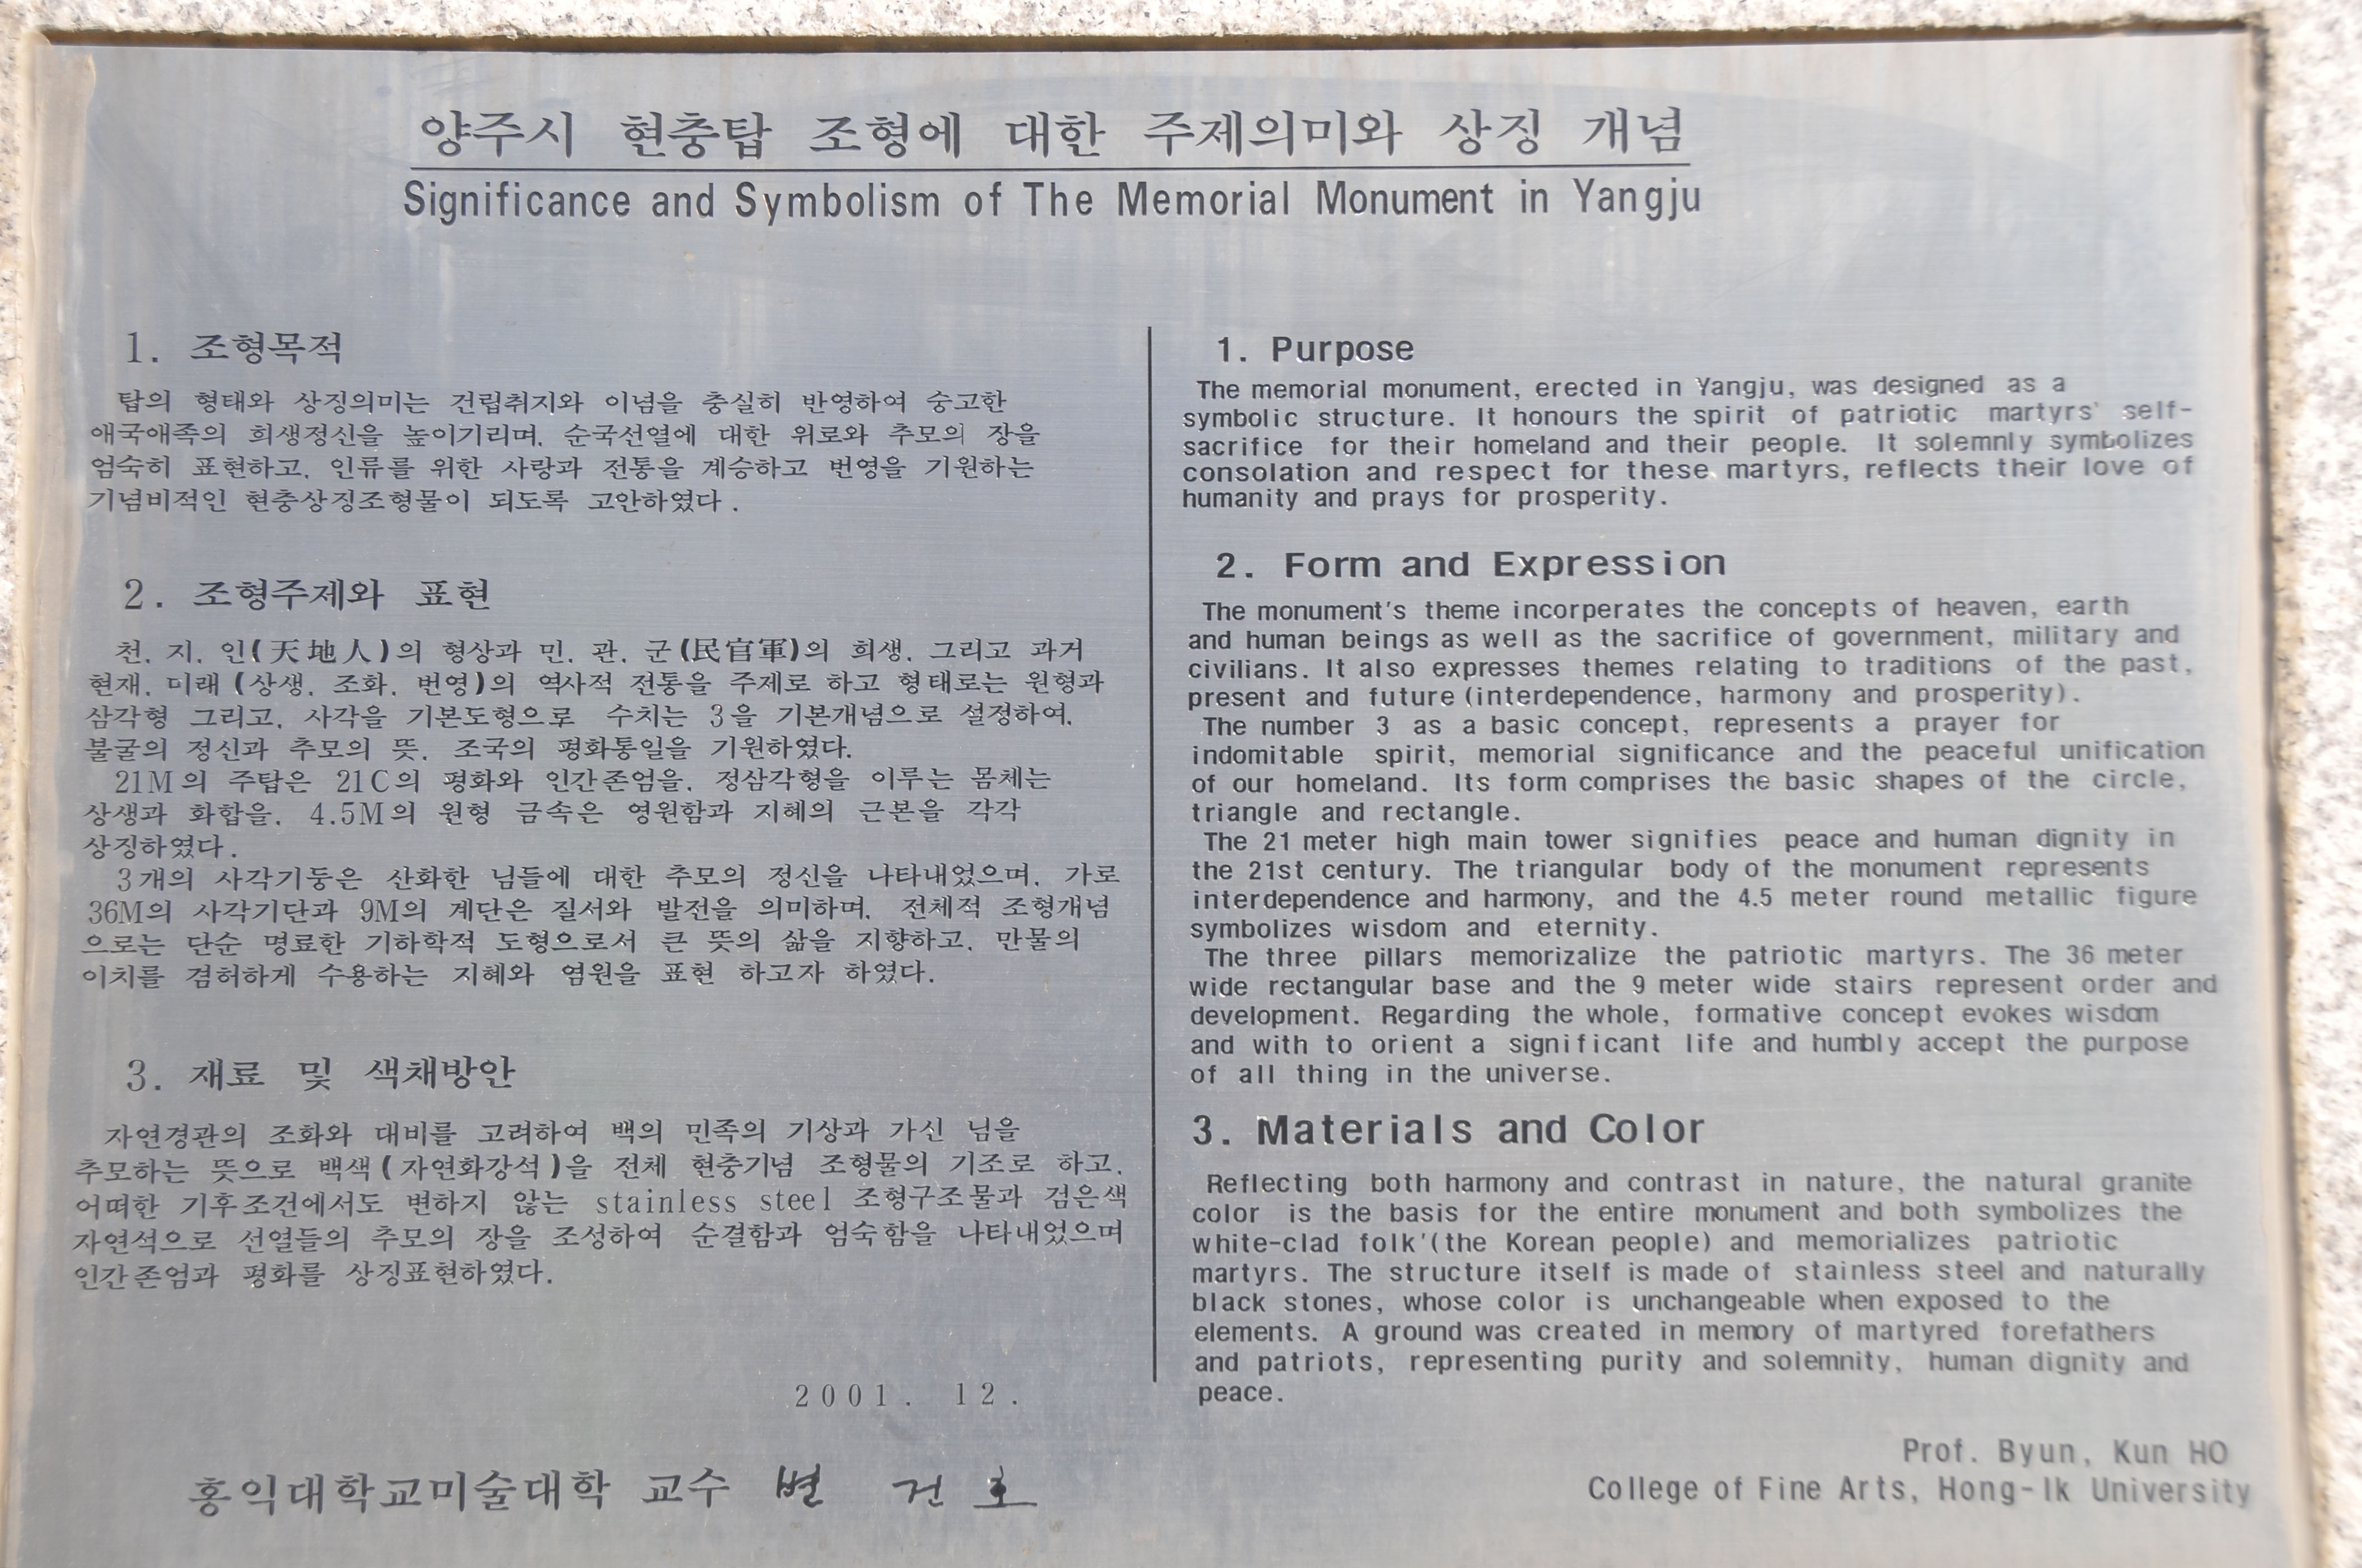 양주시 현충탑 조형에 대한 주제의미와 상징 개념
Significance and Symbolism of The Memorial Monument in Yangju
1. 조형목적
탑의 형태와 상징의미는 건립취지와 이념을 충실히 반영하여 숭고한
애국애족의 희생정신을 높이기리며, 순국선열에 대한 위로와 추모의 장을
엄숙히 표현하고, 인류를 위한 사랑과 전통을 계승하고 번영을 기원하는
기념비적인 현충상징조형물이 되도록 고안하였다.
2. 조형주제와 표현
천, 지, 인(天地人)의 형상과 민, 관, 군(民官軍)의 희생, 그리고 과거
현재, 미래 (상생, 조화, 번영)의 역사적 전통을 주제로 하고 형태로는 원형과
삼각형 그리고, 사각을 기본도형으로 수치는 3을 기본개념으로 설정하여,
불굴의 정신과 추모의 뜻, 조국의 평화통일을 기원하였다.
21M의 주탑은 21C의 평화와 인간존엄을, 정삼각형을 이루는 몸체는
상생과 화합을, 4.5M의 원형 금속은 영원함과 지혜의 근본을 각각
상징하였다.
3개의 사각기둥은 산화한 님들에 대한 추모의 정신을 나타내었으며, 가로
36M의 사각기단과 9M의 계단은 질서와 발전을 의미하며, 전체적 조형개념
으로는 단순 명료한 기하학적 도형으로서 큰 뜻의 삶을 지향하고, 만물의
이치를 겸허하게 수용하는 지혜와 염원을 표현 하고자 하였다.
3. 재료 및 색채방안
자연경관의 조화와 대비를 고려하여 백의 민족의 기상과 가신 님을
추모하는 뜻으로 백색(자연화강석)을 전체 현충기념 조형물의 기조로 하고,
어떠한 기후조건에서도 변하지 않는 stainless steel 조형구조물과 검은색
자연석으로 선열들의 추모의 장을 조성하여 순결함과 엄숙함을 나타내었으며
인간존엄과 평화를 상징표현하였다.
2001. 12.
홍익대학교미술대학 교수 변 건 호
1. Purpose
The memorial monument, erected in Yangju, was designed as a
symbolic structure. It honours the spirit of patriotic martyrs' self-
sacrifice for their homeland and their people. It solemnly symbolizes
consolation and respect for these martyrs, reflects their love of
humanity and prays for prosperity.
2. Form and Expression
The monument's theme incorperates the concepts of heaven, earth
and human beings as well as the sacrifice of government, military and
civilians. It also expresses themes relating to traditions of the past,
present and future (interdependence, harmony and prosperity).
The number 3 as a basic concept, represents a prayer for
indomitable spirit, memorial significance and the peaceful unification
of our homeland. Its form comprises the basic shapes of the circle,
triangle and rectangle.
The 21 meter high main tower signifies peace and human dignity in
the 21st century. The triangular body of the monument represents
interdependence and harmony, and the 4.5 meter round metallic figure
symbolizes wisdom and eternity.
The three pillars memorizalize the patriotic martyrs. The 36 meter
wide rectangular base and the 9 meter wide stairs represent order and
development. Regarding the whole, formative concept evokes wisdom
and with to orient a significant life and humbly accept the purpose
of all thing in the universe.
3. Materials and Color
Reflecting both harmony and contrast in nature, the natural granite
color is the basis for the entire monument and both symbolizes the
white-clad folk'(the Korean people) and memorializes patriotic
martyrs. The structure itself is made of stainless steel and naturally
black stones, whose color is unchangeable when exposed to the
elements. A ground was created in memory of martyred forefathers
and patriots, representing purity and solemnity, human dignity and
peace.
Prof. Byun, Kun HO
College of Fine Arts, Hong-Ik University